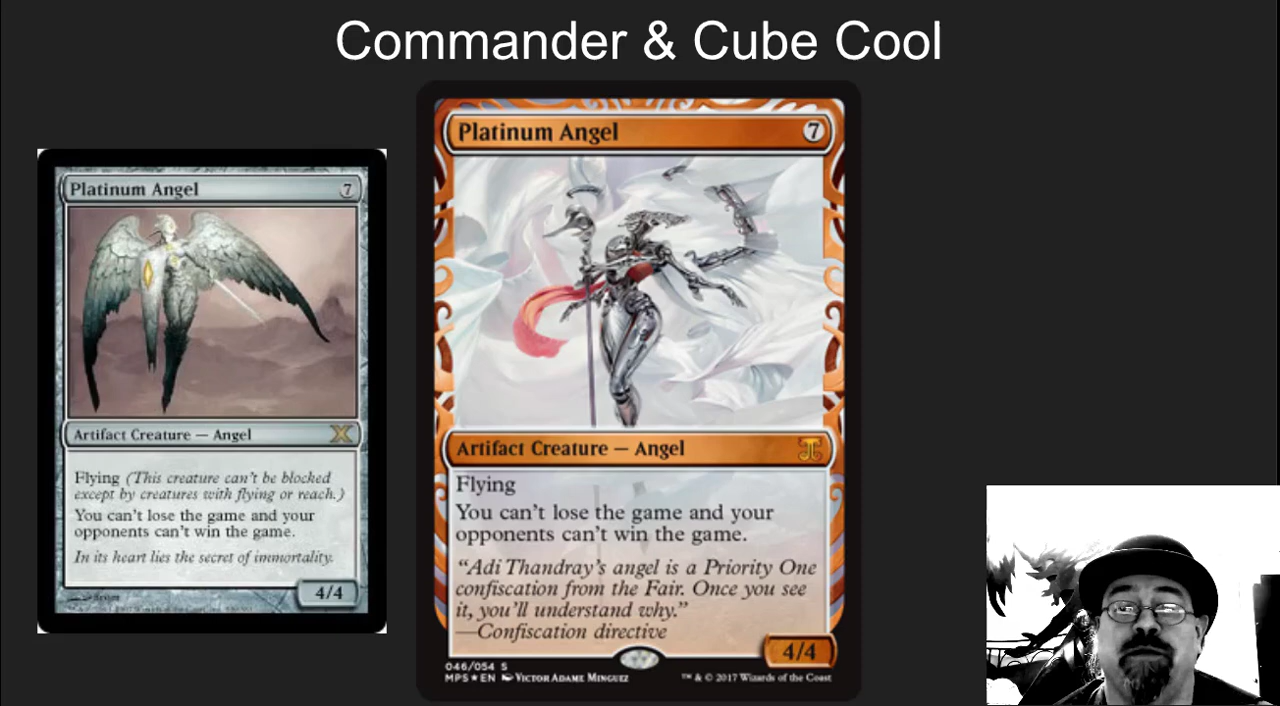 Commander & Cube Cool
Platinum Angel 7
Artifact Creature — Angel
Flying (This creature can't be blocked
except by creatures with flying or reach.)
You can't lose the game and your
opponents can't win the game.
In its heart lies the secret of immortality.
4/4
Platinum Angel 7
Artifact Creature — Angel
Flying
You can't lose the game and your
opponents can't win the game.
"Adi Thandray's angel is a Priority One
confiscation from the Fair. Once you see
it, you'll understand why."
—Confiscation directive
4/4
046/054 S
MPS★EN Victor Adame Minguez ™ & © 2017 Wizards of the Coast